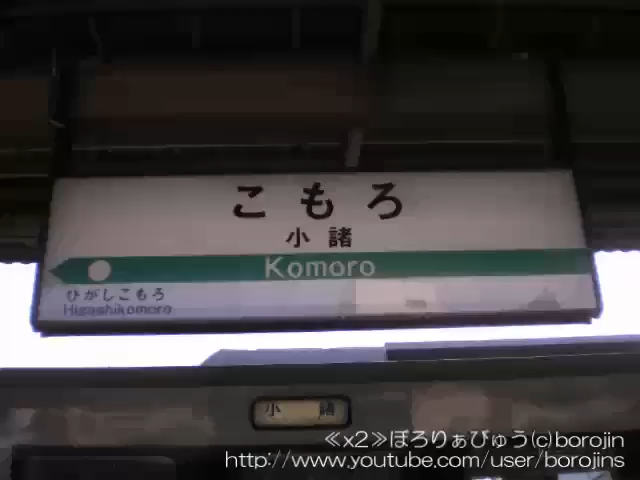 こもろ
小諸
Komoro
ひがしこもろ
Higashikomoro
小 諸
≪x2≫ぼろりぁびゅう(c)borojin
http://www.youtube.com/user/borojins